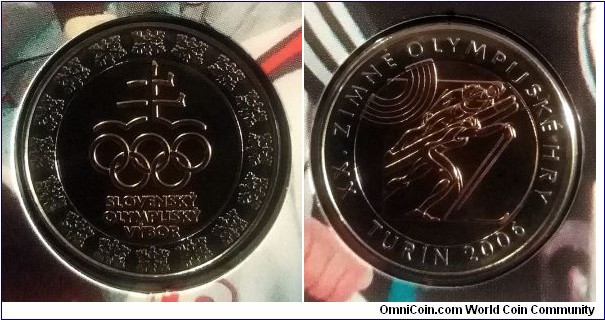 SLOVENSKÝ
OLYMPIJSKÝ
VÝBOR
XX. ZIMNÉ OLYMPIJSKÉ HRY
TURÍN 2006
OmniCoin.com World Coin Community